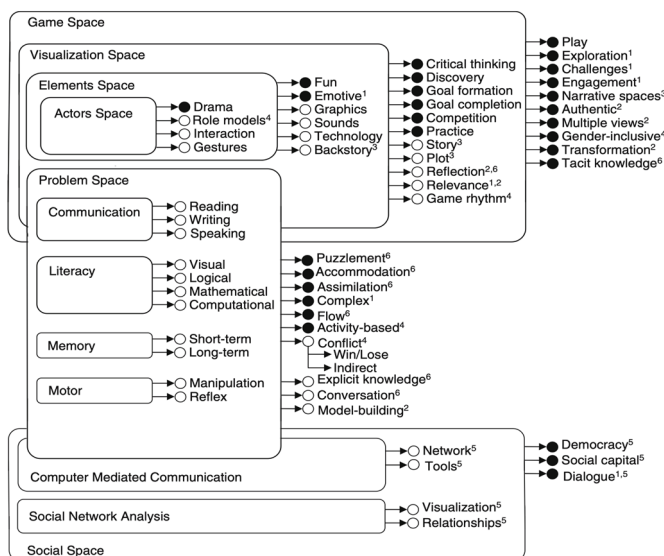 Game Space
Play
Exploration1
Challenges1
Engagement1
Narrative spaces3
Authentic2
Multiple views2
Gender-inclusive4
Transformation2
Tacit knowledge6
Visualization Space
Critical thinking
Discovery
Goal formation
Goal completion
Competition
Practice
Story3
Plot3
Reflection2,6
Relevance1,2
Game rhythm4
Elements Space
Fun
Emotive1
Graphics
Sounds
Technology
Backstory3
Actors Space
Drama
Role models4
Interaction
Gestures
Problem Space
Communication
Reading
Writing
Speaking
Literacy
Visual
Logical
Mathematical
Computational
Memory
Short-term
Long-term
Motor
Manipulation
Reflex
Puzzlement6
Accommodation6
Assimilation6
Complex1
Flow6
Activity-based4
Conflict4
Win/Lose
Indirect
Explicit knowledge6
Conversation6
Model-building2
Computer Mediated Communication
Network5
Tools5
Democracy5
Social capital5
Dialogue1,5
Social Network Analysis
Visualization5
Relationships5
Social Space